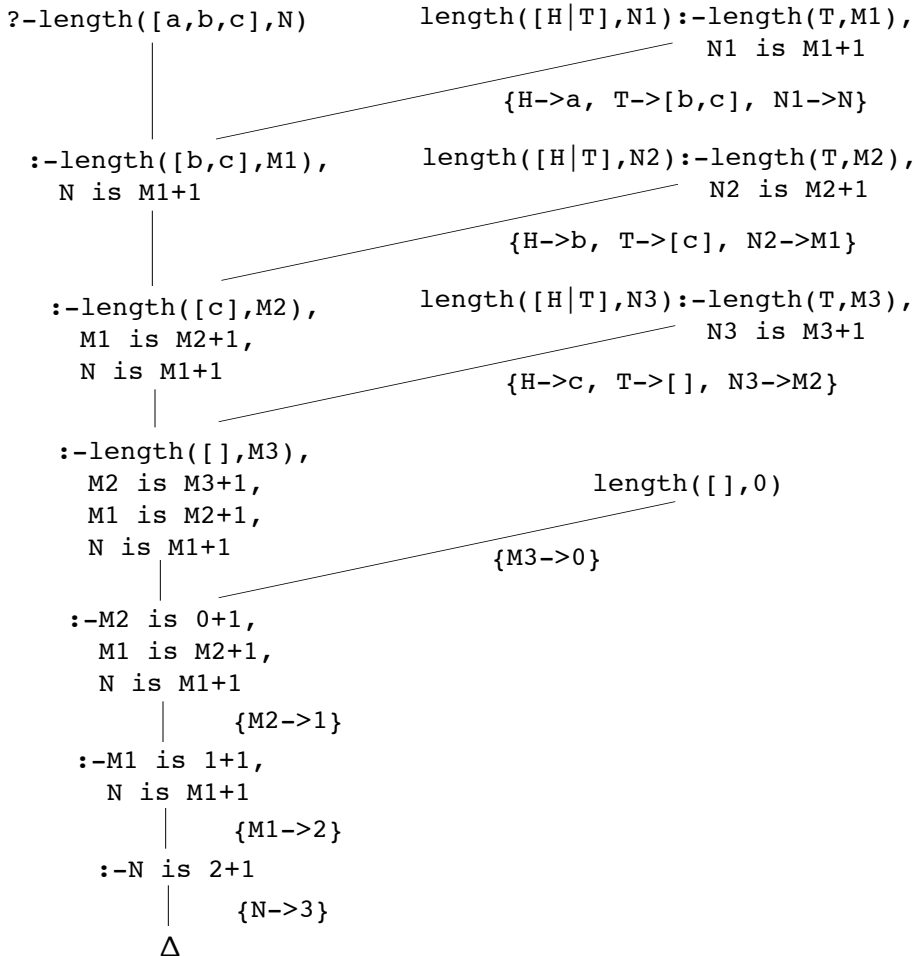 ?-length([a,b,c],N)
length([H|T],N1):-length(T,M1),
N1 is M1+1
{H->a, T->[b,c], N1->N}
:-length([b,c],M1),
N is M1+1
length([H|T],N2):-length(T,M2),
N2 is M2+1
{H->b, T->[c], N2->M1}
:-length([c],M2),
M1 is M2+1,
N is M1+1
length([H|T],N3):-length(T,M3),
N3 is M3+1
{H->c, T->[], N3->M2}
:-length([],M3),
M2 is M3+1,
M1 is M2+1,
N is M1+1
length([],0)
{M3->0}
:-M2 is 0+1,
M1 is M2+1,
N is M1+1
{M2->1}
:-M1 is 1+1,
N is M1+1
{M1->2}
:-N is 2+1
{N->3}
Δ